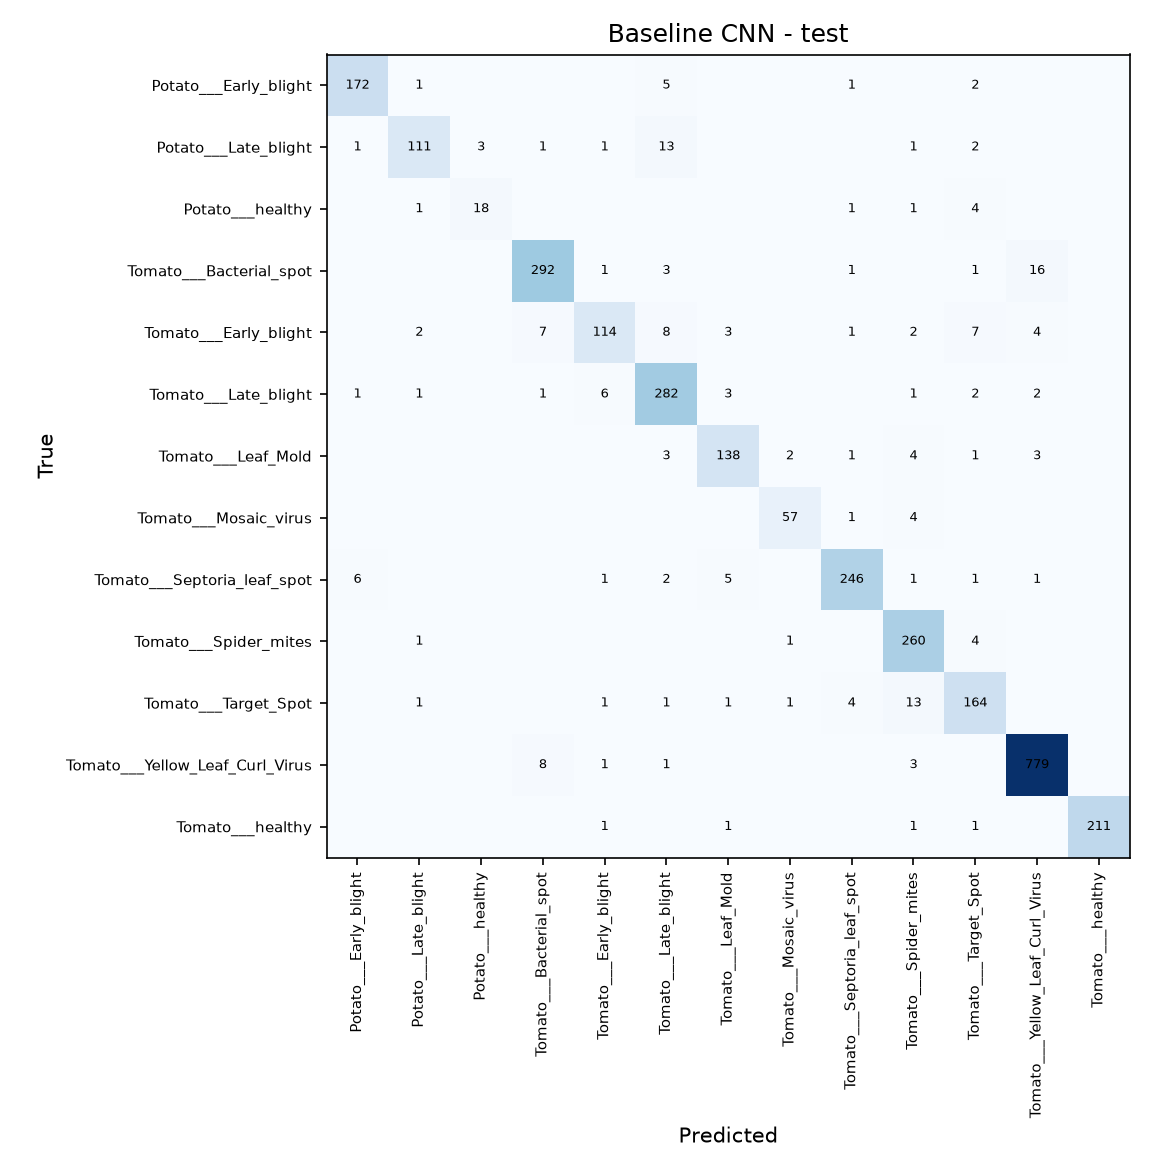 Baseline CNN - test
Potato___Early_blight 172 1 5 1 2
Potato___Late_blight 1 111 3 1 1 13 1 2
Potato___healthy 1 18 1 1 4
Tomato___Bacterial_spot 292 1 3 1 1 16
Tomato___Early_blight 2 7 114 8 3 1 2 7 4
Tomato___Late_blight 1 1 1 6 282 3 1 2 2
Tomato___Leaf_Mold 3 138 2 1 4 1 3
Tomato___Mosaic_virus 57 1 4
Tomato___Septoria_leaf_spot 6 1 2 5 246 1 1 1
Tomato___Spider_mites 1 1 260 4
Tomato___Target_Spot 1 1 1 1 1 4 13 164
Tomato___Yellow_Leaf_Curl_Virus 8 1 1 3 779
Tomato___healthy 1 1 1 1 211
True
Potato___Early_blight
Potato___Late_blight
Potato___healthy
Tomato___Bacterial_spot
Tomato___Early_blight
Tomato___Late_blight
Tomato___Leaf_Mold
Tomato___Mosaic_virus
Tomato___Septoria_leaf_spot
Tomato___Spider_mites
Tomato___Target_Spot
Tomato___Yellow_Leaf_Curl_Virus
Tomato___healthy
Predicted